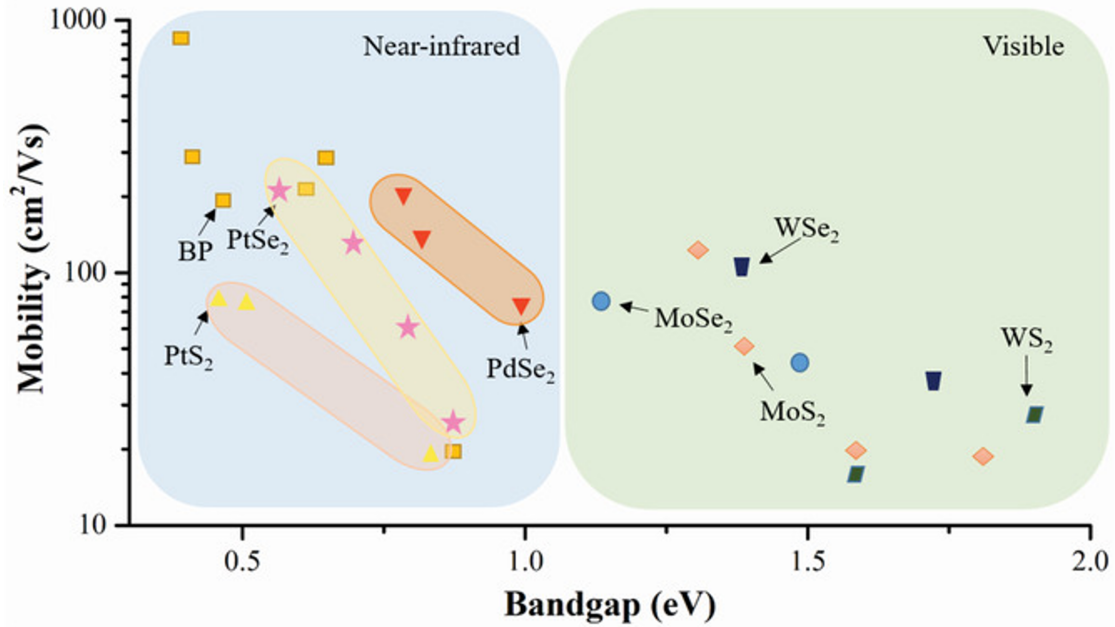 1000
Near-infrared
Visible
Mobility (cm²/Vs)
WSe₂
BP
PtSe₂
100
MoSe₂
WS₂
PtS₂
PdSe₂
MoS₂
10
0.5
1.0
1.5
2.0
Bandgap (eV)